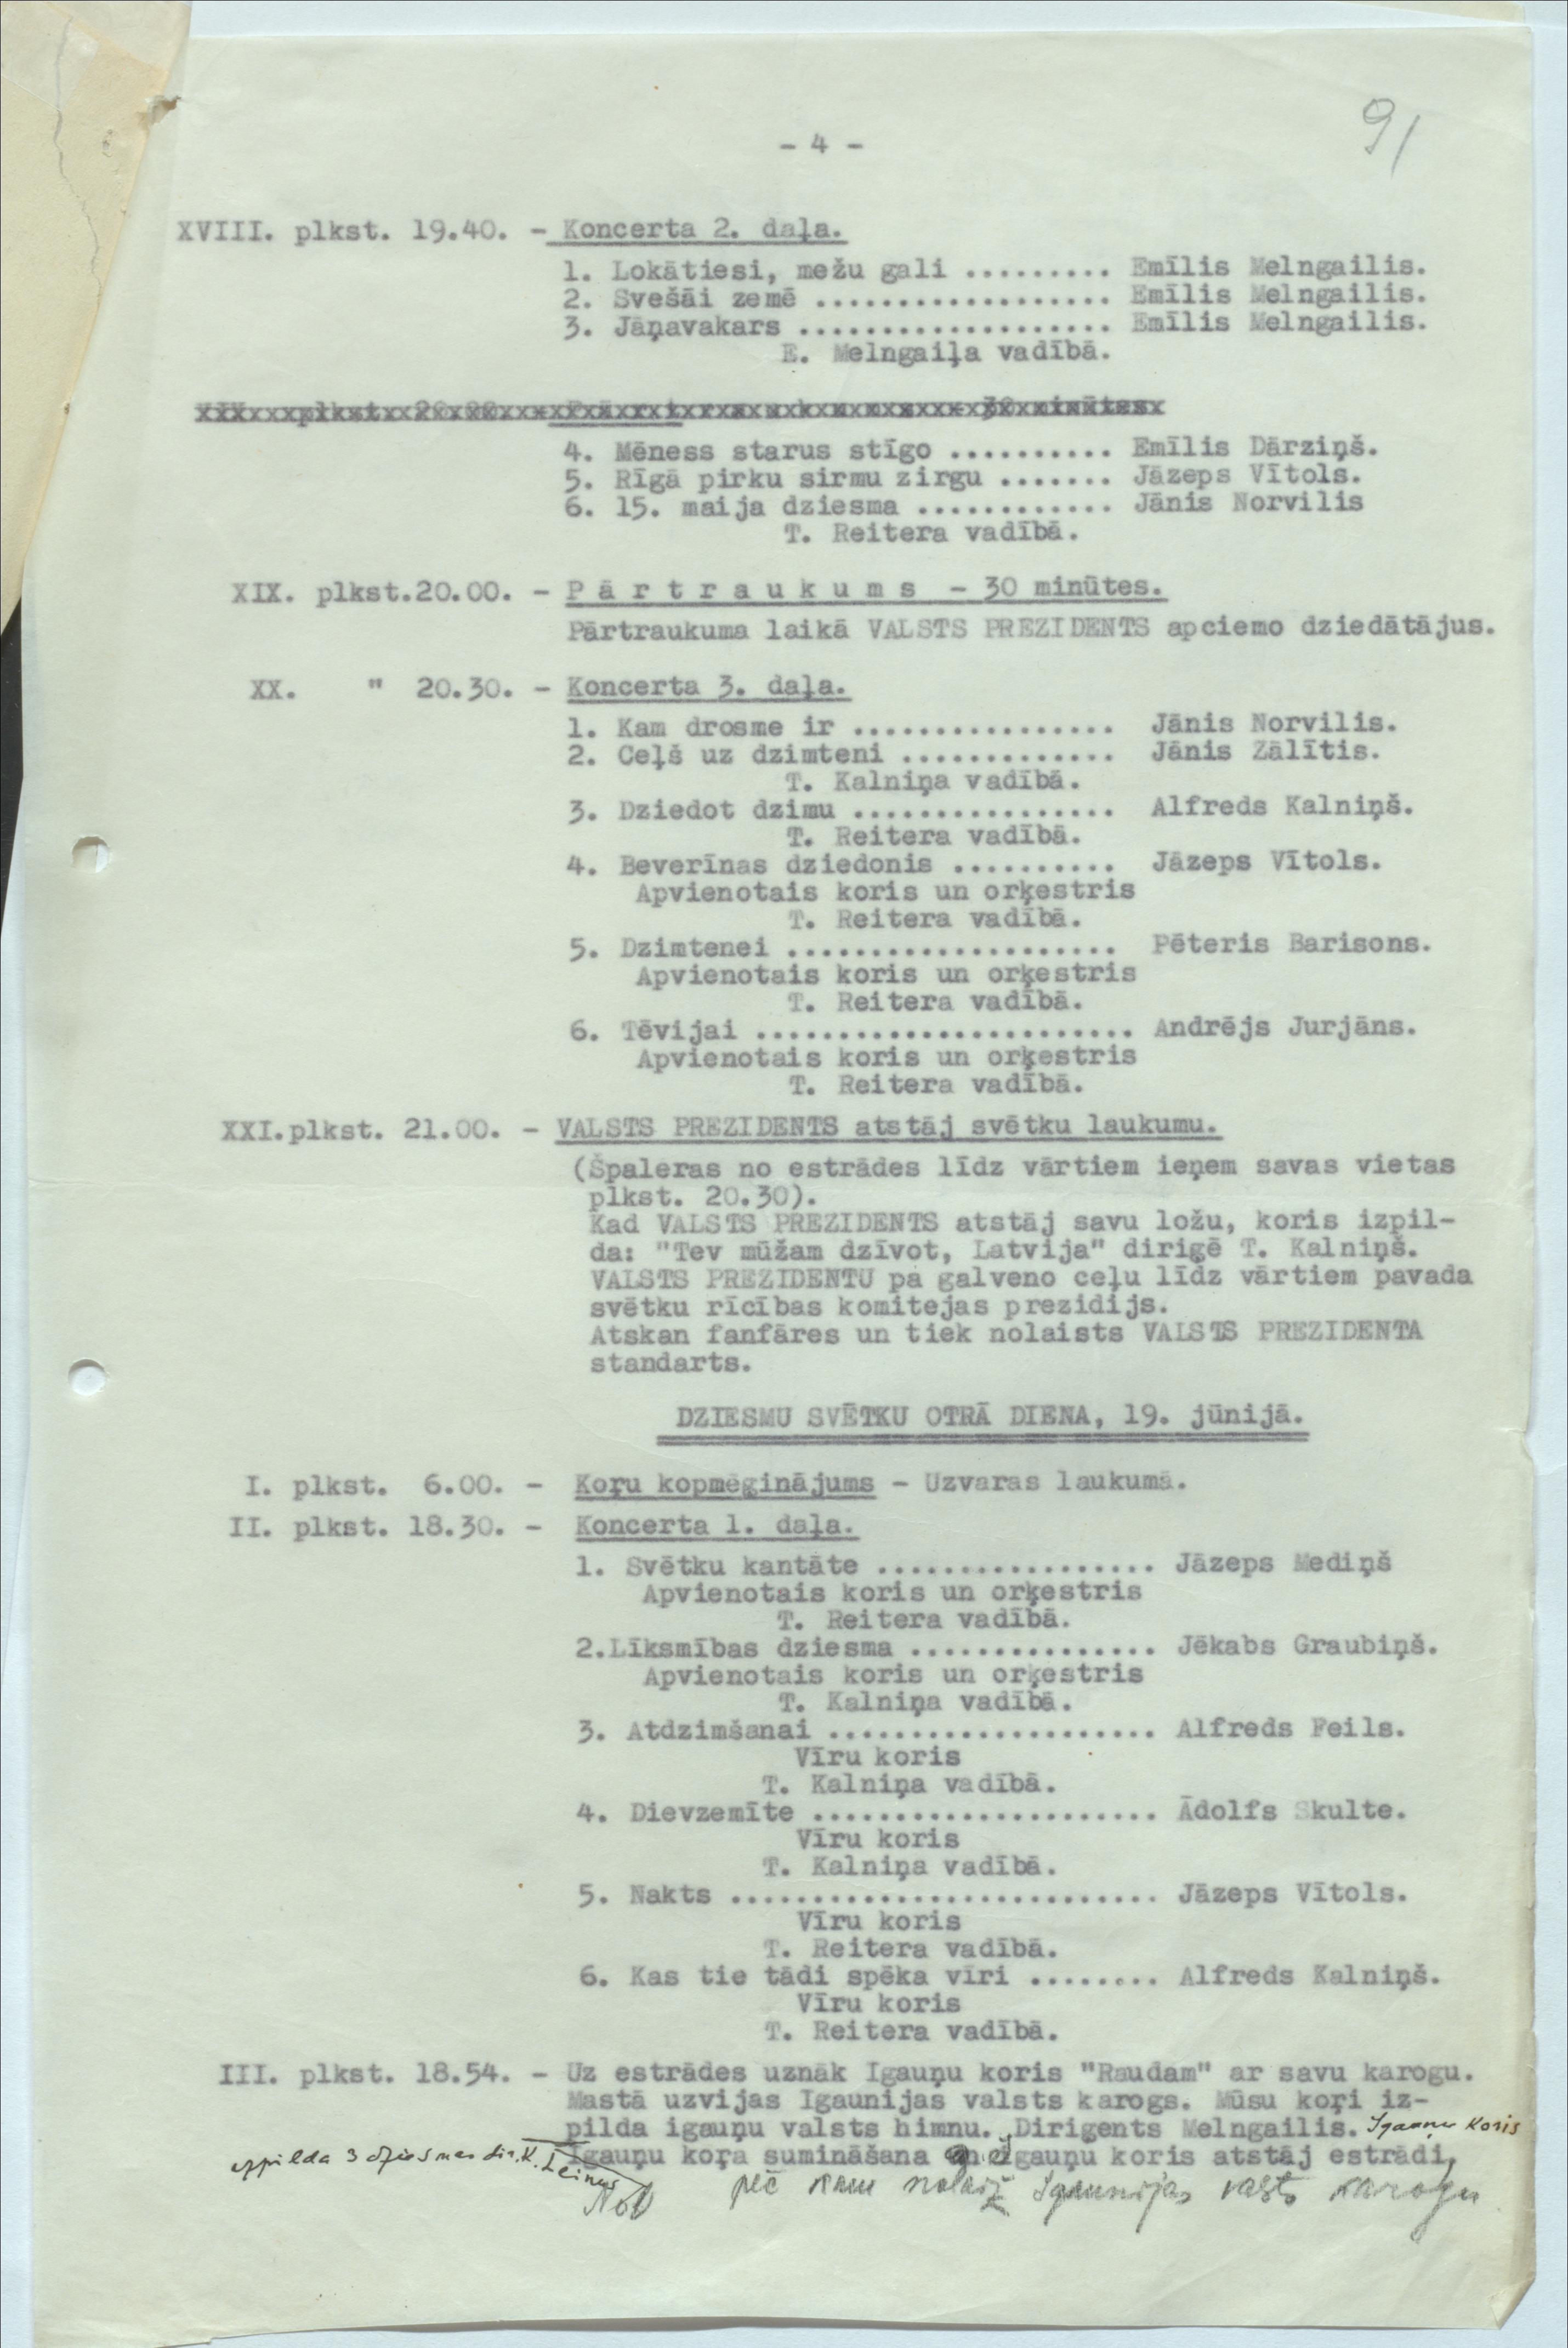 91
- 4 -
XVIII. plkst. 19.40. - Koncerta 2. daļa.
1. Lokātiesi, mežu gali ......... Emīlis Melngailis.
2. Svešāi zemē .................. Emīlis Melngailis.
3. Jāņavakars ................... Emīlis Melngailis.
E. Melngaiļa vadībā.
4. Mēness starus stīgo .......... Emīlis Dārziņš.
5. Rīgā pirku sirmu zirgu ....... Jāzeps Vītols.
6. 15. maija dziesma ............ Jānis Norvilis
T. Reitera vadībā.
XIX. plkst.20.00. - P ā r t r a u k u m s - 30 minūtes.
Pārtraukuma laikā VALSTS PREZIDENTS apciemo dziedātājus.
XX. " 20.30. - Koncerta 3. daļa.
1. Kam drosme ir ................ Jānis Norvilis.
2. Ceļš uz dzimteni ............. Jānis Zālītis.
T. Kalniņa vadībā.
3. Dziedot dzimu ................ Alfreds Kalniņš.
T. Reitera vadībā.
4. Beverīnas dziedonis .......... Jāzeps Vītols.
Apvienotais koris un orķestris
T. Reitera vadībā.
5. Dzimtenei .................... Pēteris Barisons.
Apvienotais koris un orķestris
T. Reitera vadībā.
6. Tēvijai ....................... Andrējs Jurjāns.
Apvienotais koris un orķestris
T. Reitera vadībā.
XXI.plkst. 21.00. - VALSTS PREZIDENTS atstāj svētku laukumu.
(Špaleras no estrādes līdz vārtiem ieņem savas vietas
plkst. 20.30).
Kad VALSTS PREZIDENTS atstāj savu ložu, koris izpil-
da: "Tev mūžam dzīvot, Latvija" diriģē T. Kalniņš.
VALSTS PREZIDENTU pa galveno ceļu līdz vārtiem pavada
svētku rīcības komitejas prezidijs.
Atskan fanfāres un tiek nolaists VALSTS PREZIDENTA
standarts.
DZIESMU SVĒTKU OTRĀ DIENA, 19. jūnijā.
I. plkst. 6.00. - Koŗu kopmēģinājums - Uzvaras laukumā.
II. plkst. 18.30. - Koncerta 1. daļa.
1. Svētku kantāte ................. Jāzeps Mediņš
Apvienotais koris un orķestris
T. Reitera vadībā.
2.Līksmības dziesma ............... Jēkabs Graubiņš.
Apvienotais koris un orķestris
T. Kalniņa vadībā.
3. Atdzimšanai .................... Alfreds Feils.
Vīru koris
T. Kalniņa vadībā.
4. Dievzemīte ..................... Ādolfs Skulte.
Vīru koris
T. Kalniņa vadībā.
5. Nakts .......................... Jāzeps Vītols.
Vīru koris
T. Reitera vadībā.
6. Kas tie tādi spēka vīri ........ Alfreds Kalniņš.
Vīru koris
T. Reitera vadībā.
III. plkst. 18.54. - Uz estrādes uznāk Igauņu koris "Raudam" ar savu karogu.
Mastā uzvijas Igaunijas valsts karogs. Mūsu koŗi iz-
pilda igauņu valsts himnu. Diriģents Melngailis. Igauņu koris
izpilda 3 dziesmas dir. K. Leinus
Igauņu koŗa sumināšana un igauņu koris atstāj estrādi,
pēc kam nolaiž Igaunijas valsts karogu